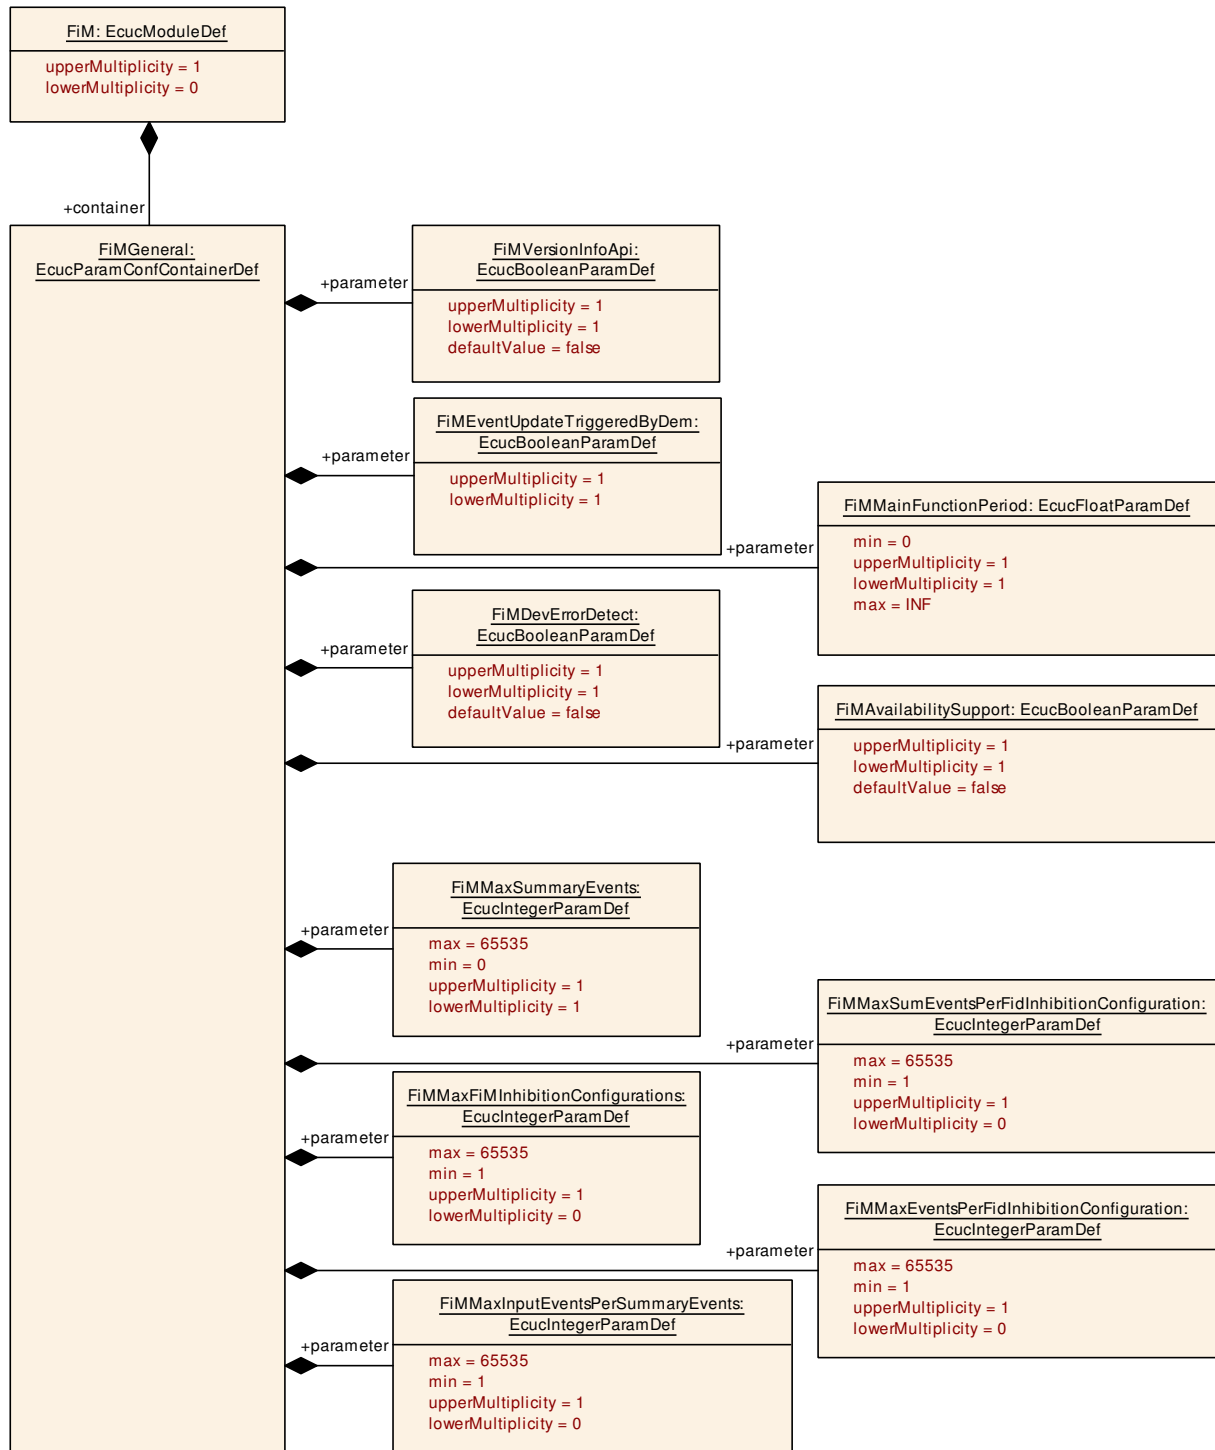 FiM: EcucModuleDef
upperMultiplicity = 1
lowerMultiplicity = 0
+container
FiMGeneral:
EcucParamConfContainerDef
+parameter
FiMVersionInfoApi:
EcucBooleanParamDef
upperMultiplicity = 1
lowerMultiplicity = 1
defaultValue = false
+parameter
FiMEventUpdateTriggeredByDem:
EcucBooleanParamDef
upperMultiplicity = 1
lowerMultiplicity = 1
+parameter
FiMMainFunctionPeriod: EcucFloatParamDef
min = 0
upperMultiplicity = 1
lowerMultiplicity = 1
max = INF
+parameter
FiMDevErrorDetect:
EcucBooleanParamDef
upperMultiplicity = 1
lowerMultiplicity = 1
defaultValue = false
+parameter
FiMAvailabilitySupport: EcucBooleanParamDef
upperMultiplicity = 1
lowerMultiplicity = 1
defaultValue = false
+parameter
FiMMaxSummaryEvents:
EcucIntegerParamDef
max = 65535
min = 0
upperMultiplicity = 1
lowerMultiplicity = 1
+parameter
FiMMaxSumEventsPerFidInhibitionConfiguration:
EcucIntegerParamDef
max = 65535
min = 1
upperMultiplicity = 1
lowerMultiplicity = 0
+parameter
FiMMaxFiMInhibitionConfigurations:
EcucIntegerParamDef
max = 65535
min = 1
upperMultiplicity = 1
lowerMultiplicity = 0
+parameter
FiMMaxEventsPerFidInhibitionConfiguration:
EcucIntegerParamDef
max = 65535
min = 1
upperMultiplicity = 1
lowerMultiplicity = 0
+parameter
FiMMaxInputEventsPerSummaryEvents:
EcucIntegerParamDef
max = 65535
min = 1
upperMultiplicity = 1
lowerMultiplicity = 0